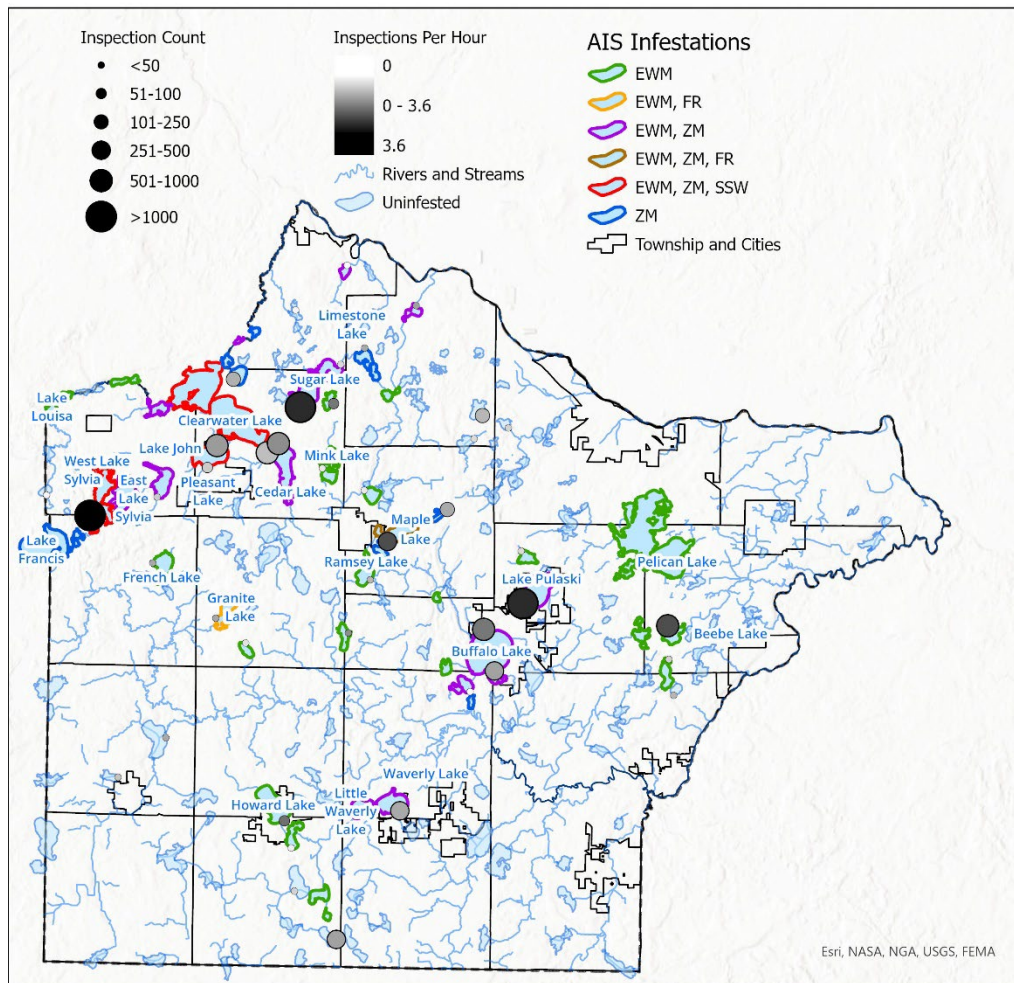 Inspection Count
<50
51-100
101-250
251-500
501-1000
>1000
Inspections Per Hour
0
0 - 3.6
3.6
Rivers and Streams
Uninfested
AIS Infestations
EWM
EWM, FR
EWM, ZM
EWM, ZM, FR
EWM, ZM, SSW
ZM
Township and Cities
Limestone
Lake
Sugar Lake
Lake
Louisa
Clearwater Lake
Lake John
Mink Lake
West Lake
Sylvia
East
Lake
Sylvia
Pleasant
Lake
Cedar Lake
Maple
Lake
Lake
Francis
Ramsey Lake
French Lake
Pelican Lake
Lake Pulaski
Granite
Lake
Beebe Lake
Buffalo Lake
Waverly Lake
Howard Lake
Little
Waverly
Lake
Esri, NASA, NGA, USGS, FEMA